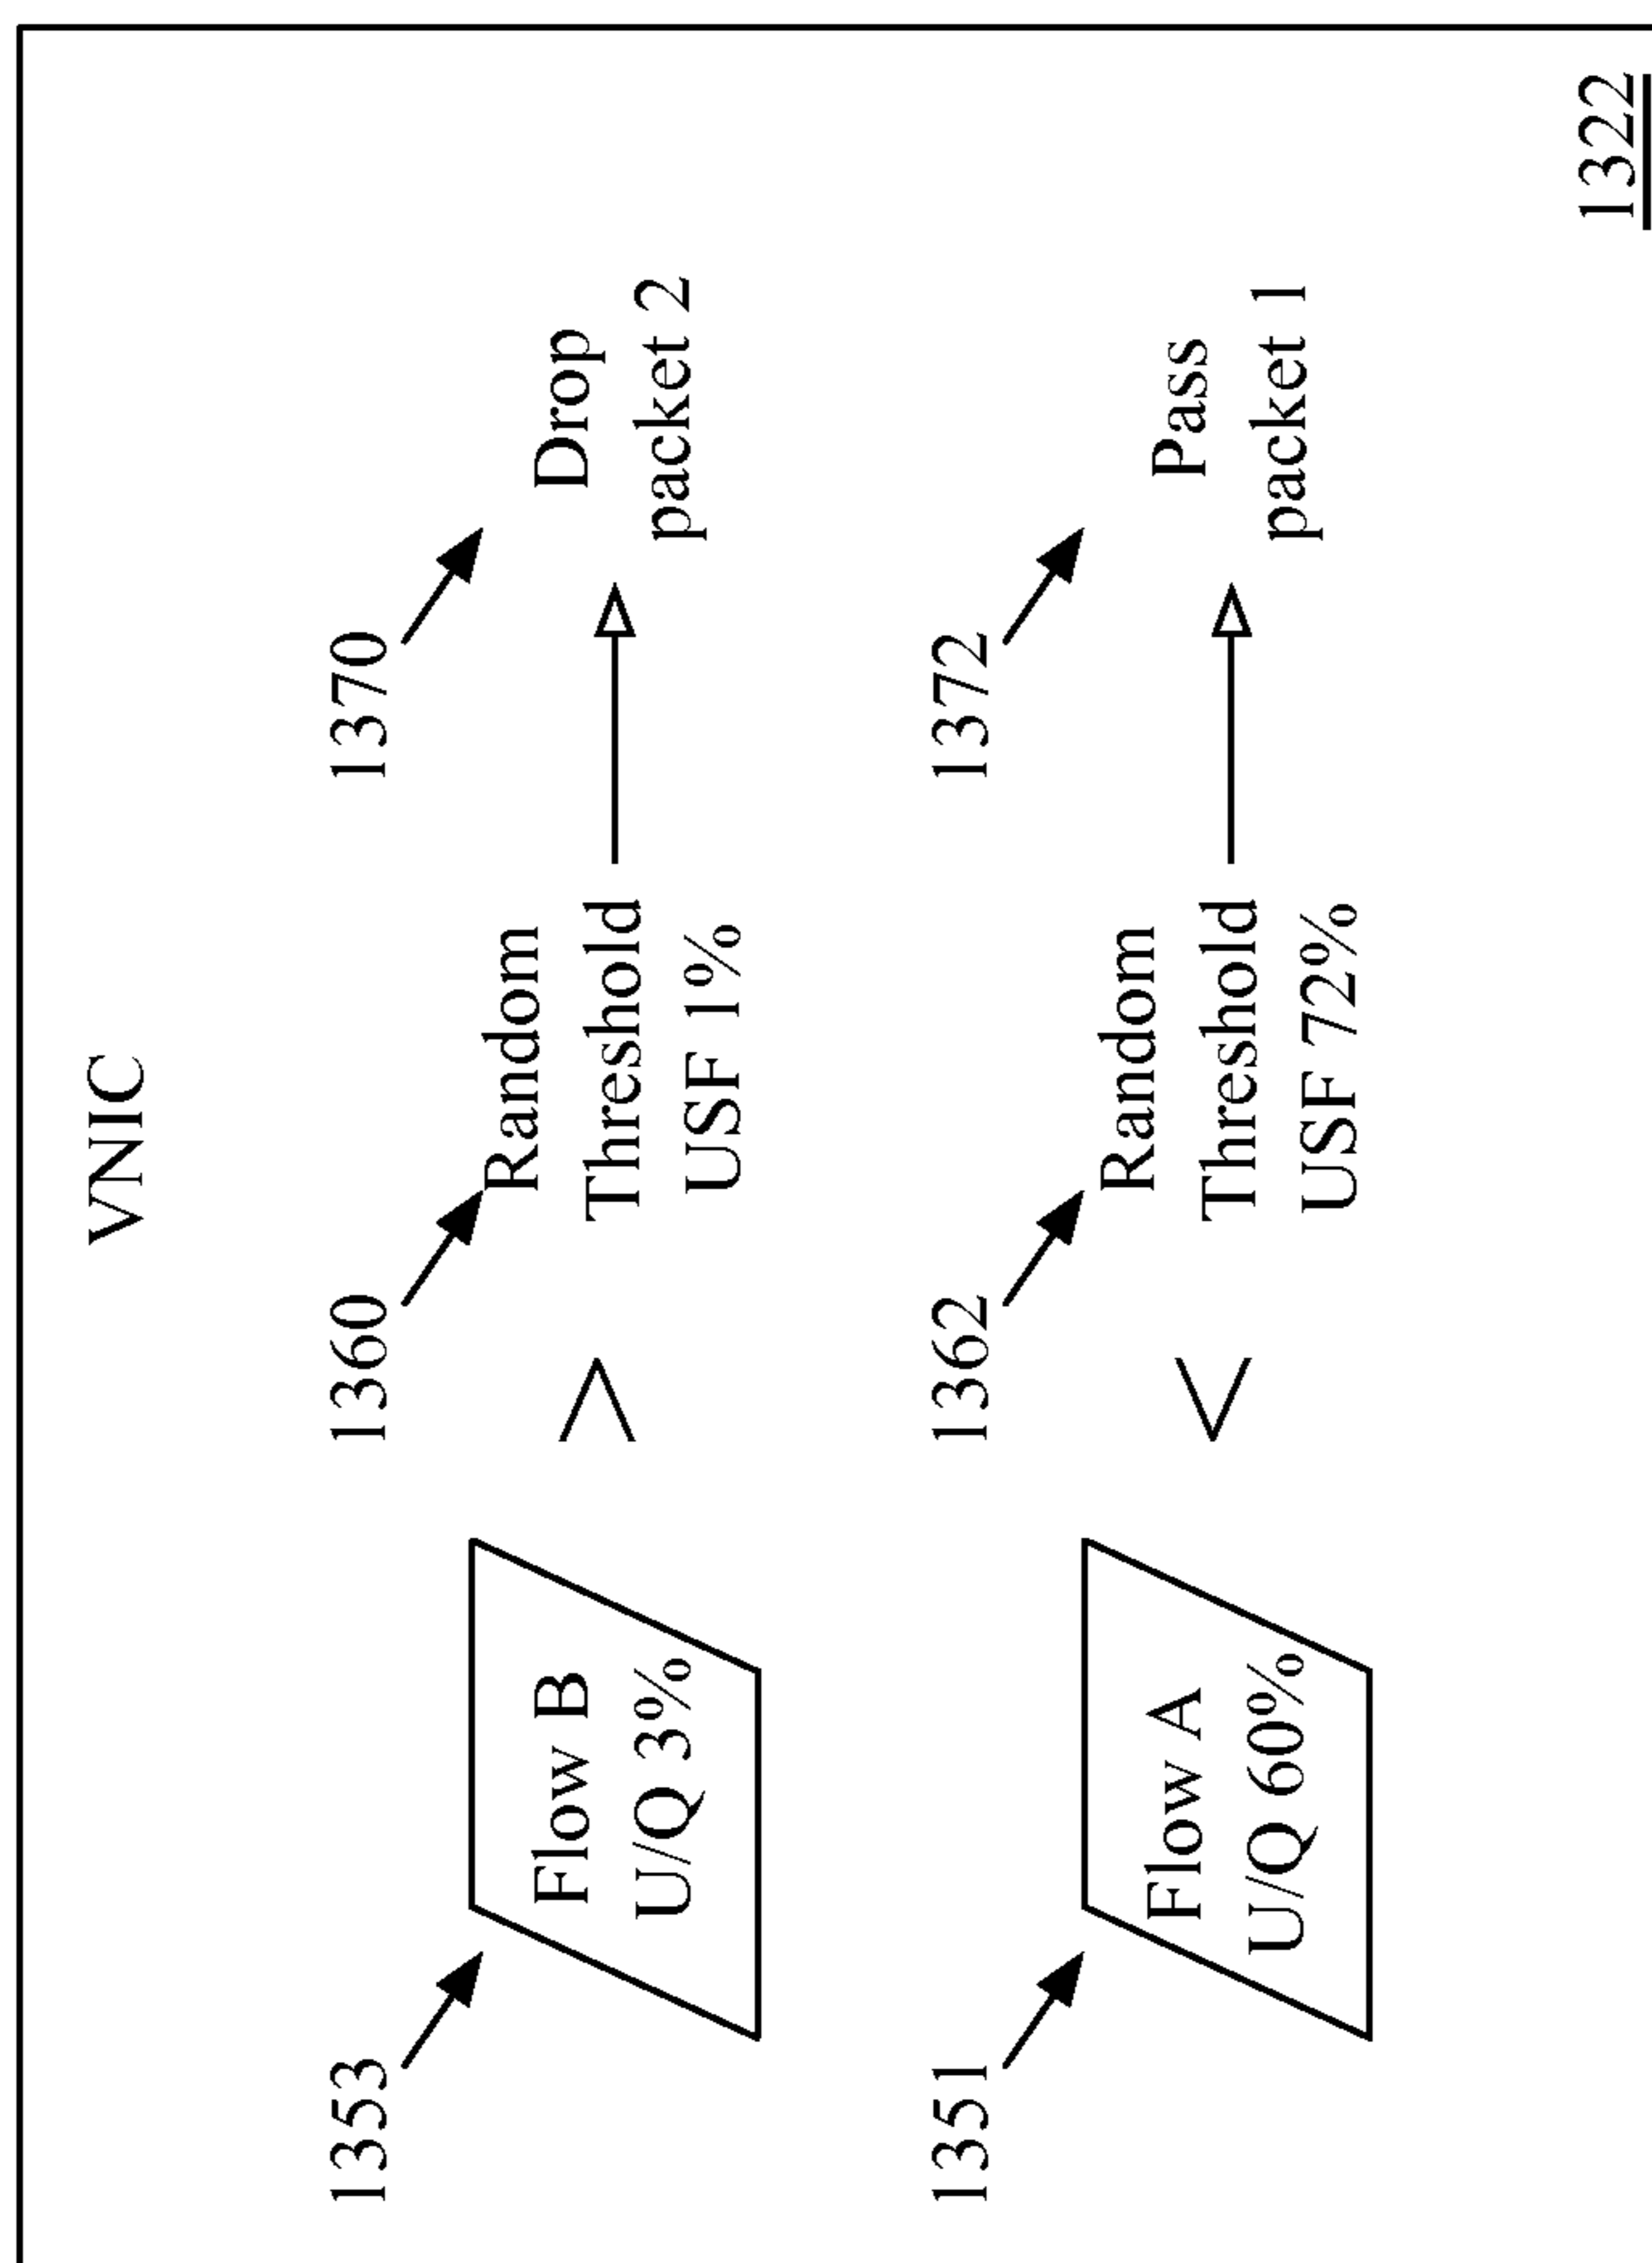 VNIC
1353
1360
1370
Flow B
U/Q 3%
>
Random
Threshold
USF 1%
Drop
packet 2
1351
1362
1372
Flow A
U/Q 60%
<
Random
Threshold
USF 72%
Pass
packet 1
1322